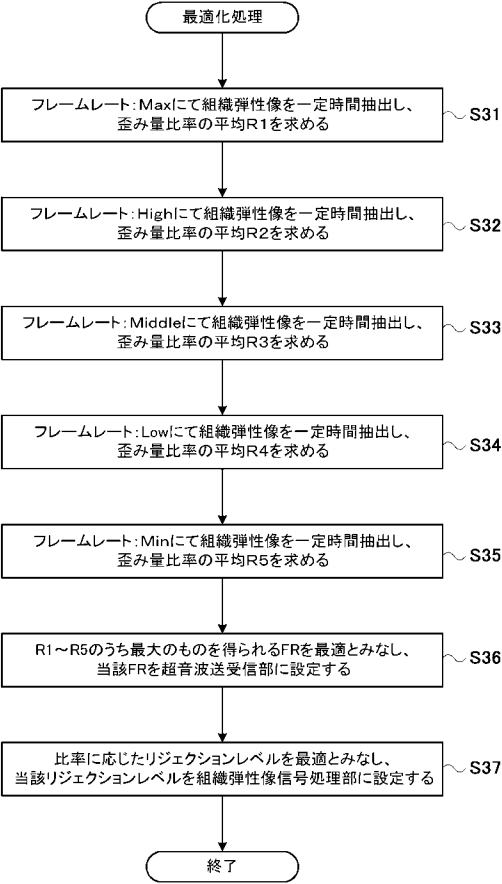 最適化処理
フレームレート:Maxにて組織弾性像を一定時間抽出し、
歪み量比率の平均R1を求める
S31
フレームレート:Highにて組織弾性像を一定時間抽出し、
歪み量比率の平均R2を求める
S32
フレームレート:Middleにて組織弾性像を一定時間抽出し、
歪み量比率の平均R3を求める
S33
フレームレート:Lowにて組織弾性像を一定時間抽出し、
歪み量比率の平均R4を求める
S34
フレームレート:Minにて組織弾性像を一定時間抽出し、
歪み量比率の平均R5を求める
S35
R1～R5のうち最大のものを得られるFRを最適とみなし、
当該FRを超音波送受信部に設定する
S36
比率に応じたリジェクションレベルを最適とみなし、
当該リジェクションレベルを組織弾性像信号処理部に設定する
S37
終了